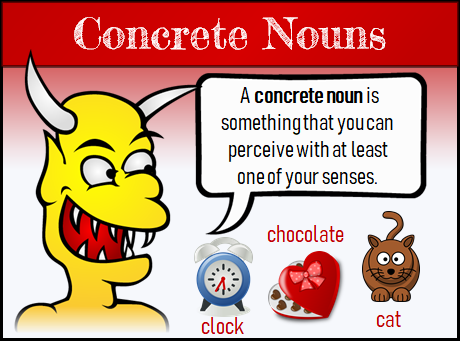 Concrete Nouns
A concrete noun is
something that you can
perceive with at least
one of your senses.
chocolate
clock
cat